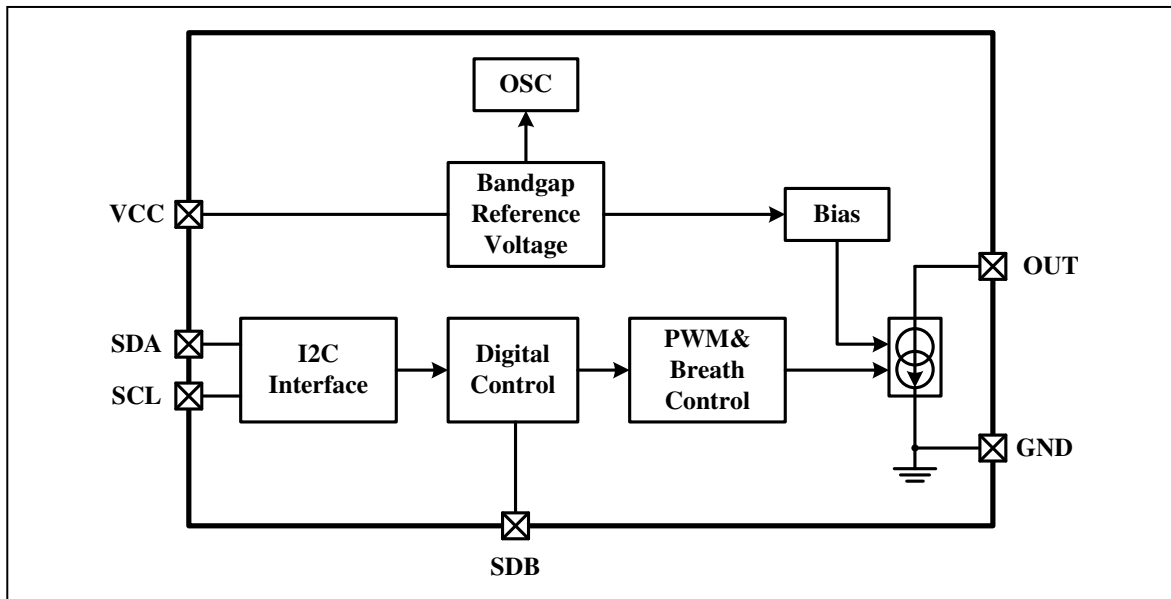 OSC
Bandgap
Reference
Voltage
VCC
Bias
OUT
SDA
SCL
I2C
Interface
Digital
Control
PWM&
Breath
Control
GND
SDB